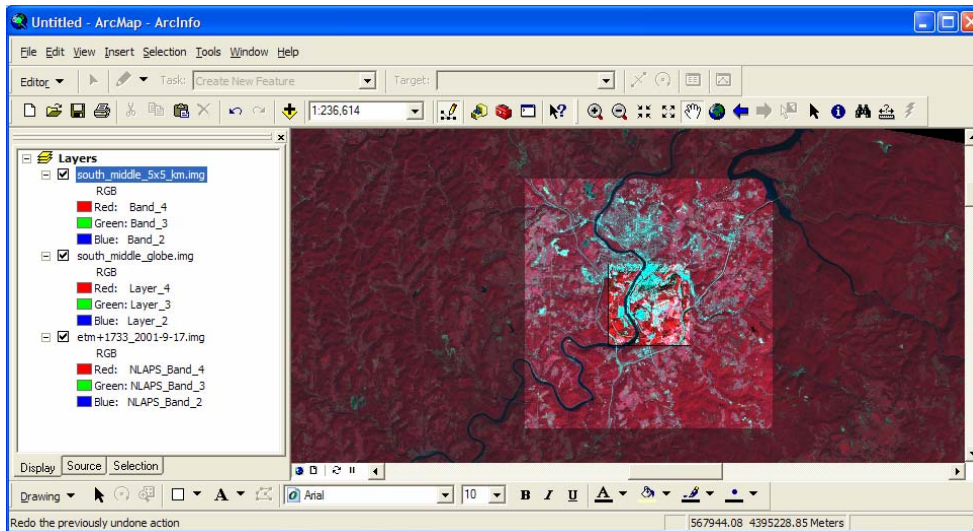 Untitled - ArcMap - ArcInfo
File Edit View Insert Selection Tools Window Help
Editor Task: Create New Feature Target:
1:236,614
Layers
south_middle_5x5_km.img
RGB
Red: Band_4
Green: Band_3
Blue: Band_2
south_middle_globe.img
RGB
Red: Layer_4
Green: Layer_3
Blue: Layer_2
etm+1733_2001-9-17.img
RGB
Red: NLAPS_Band_4
Green: NLAPS_Band_3
Blue: NLAPS_Band_2
Display Source Selection
Drawing A Arial 10 B I U A
Redo the previously undone action 567944.08 4395228.85 Meters